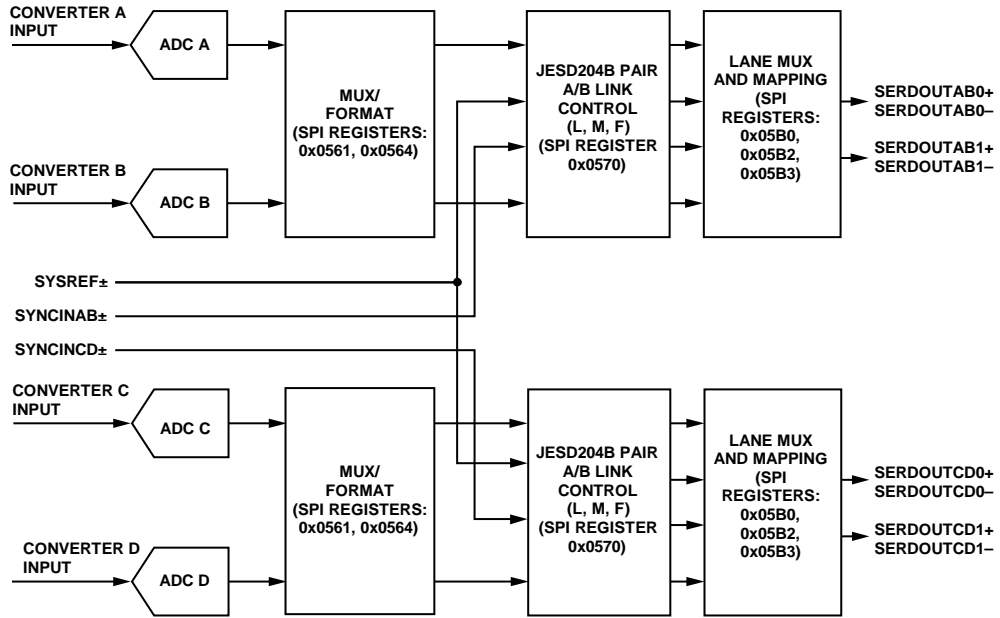 CONVERTER A
INPUT
ADC A
MUX/
FORMAT
(SPI REGISTERS:
0x0561, 0x0564)
JESD204B PAIR
A/B LINK
CONTROL
(L, M, F)
(SPI REGISTER
0x0570)
LANE MUX
AND MAPPING
(SPI
REGISTERS:
0x05B0,
0x05B2,
0x05B3)
SERDOUTAB0+
SERDOUTAB0–
SERDOUTAB1+
SERDOUTAB1–
CONVERTER B
INPUT
ADC B
SYSREF±
SYNCINAB±
SYNCINCD±
CONVERTER C
INPUT
ADC C
MUX/
FORMAT
(SPI REGISTERS:
0x0561, 0x0564)
JESD204B PAIR
A/B LINK
CONTROL
(L, M, F)
(SPI REGISTER
0x0570)
LANE MUX
AND MAPPING
(SPI
REGISTERS:
0x05B0,
0x05B2,
0x05B3)
SERDOUTCD0+
SERDOUTCD0–
SERDOUTCD1+
SERDOUTCD1–
CONVERTER D
INPUT
ADC D